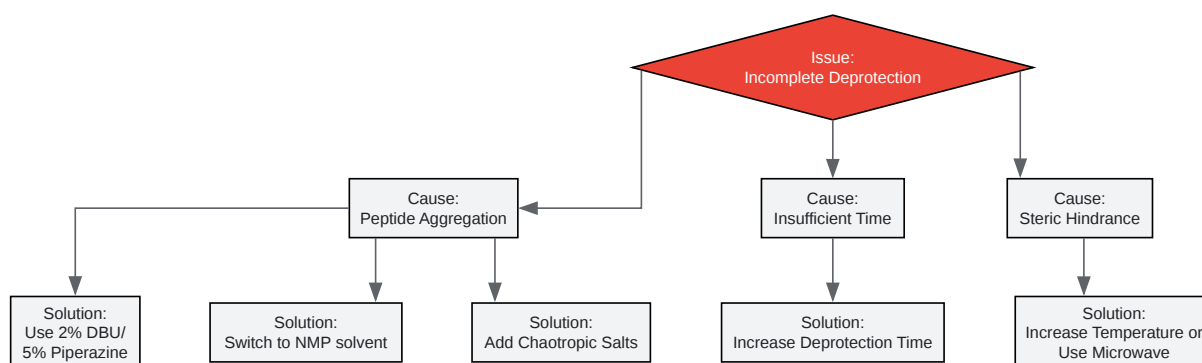 Issue:
Incomplete Deprotection
Cause:
Peptide Aggregation
Cause:
Insufficient Time
Cause:
Steric Hindrance
Solution:
Use 2% DBU/
5% Piperazine
Solution:
Switch to NMP solvent
Solution:
Add Chaotropic Salts
Solution:
Increase Deprotection Time
Solution:
Increase Temperature or
Use Microwave